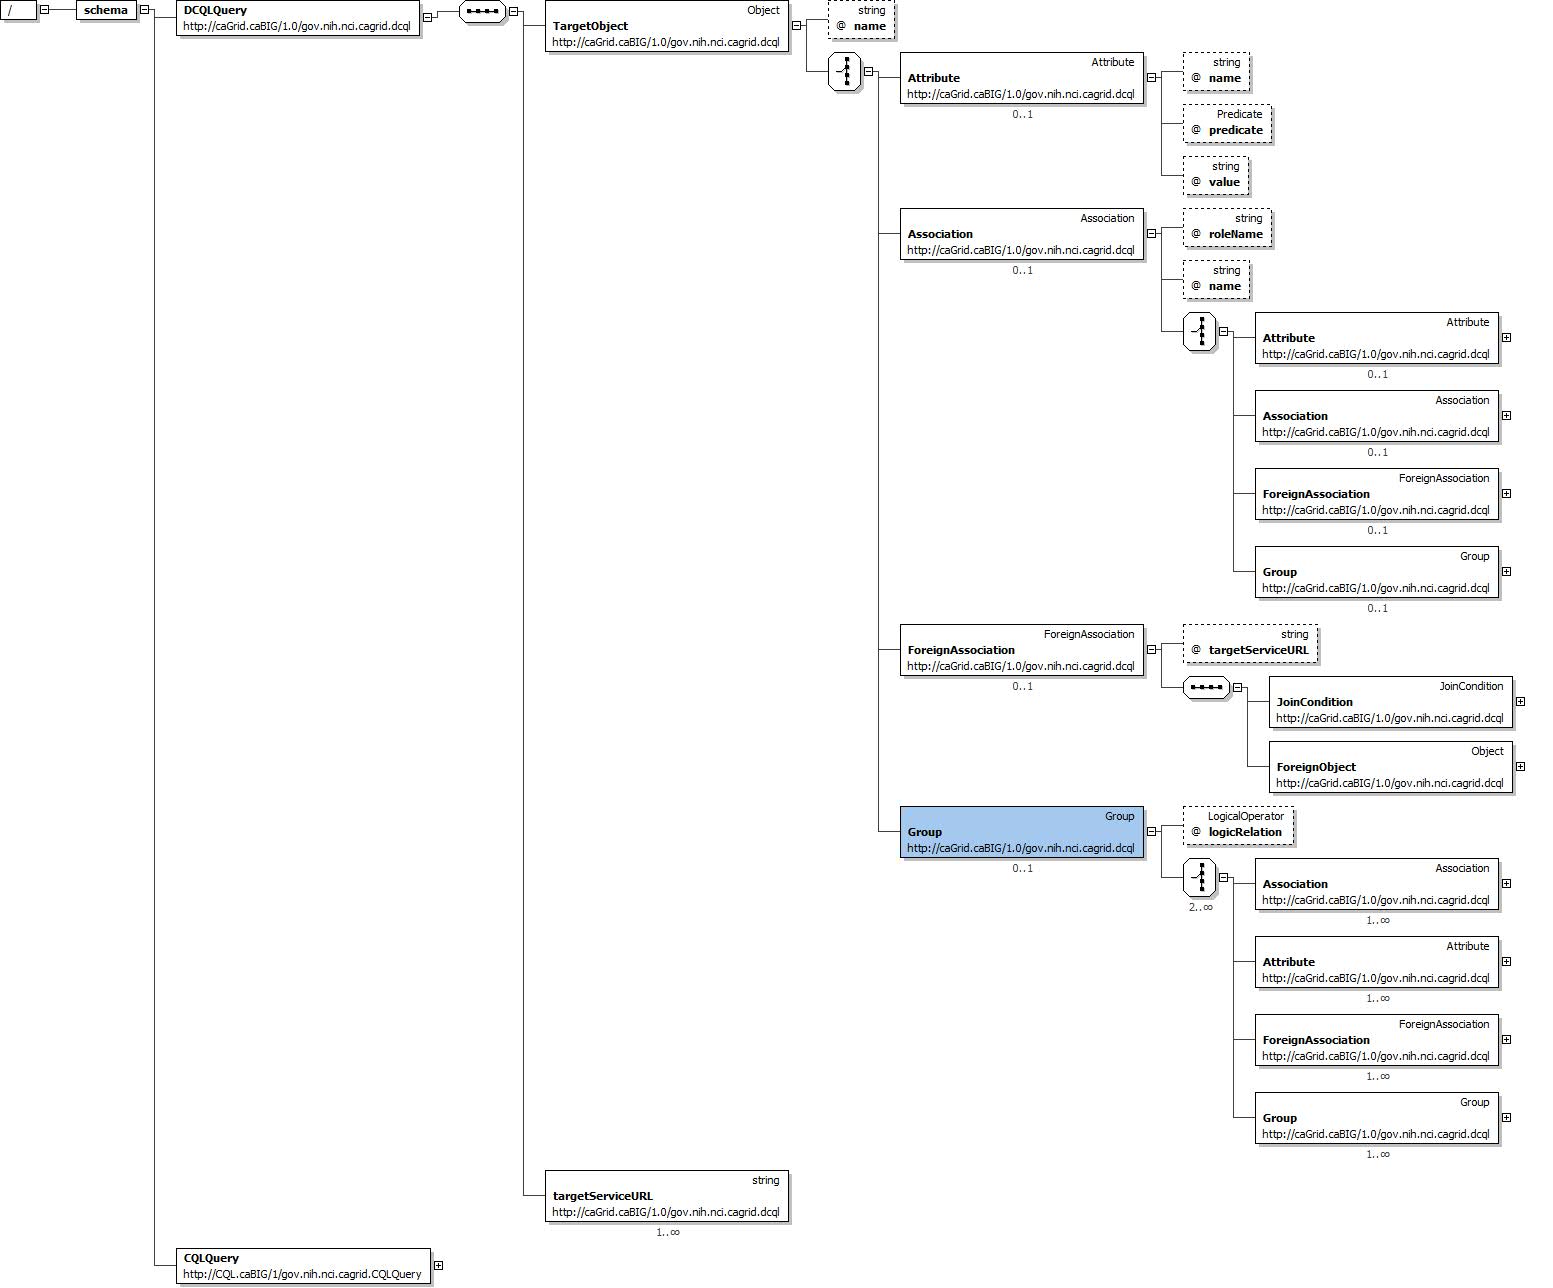 /
schema
DCQLQuery
http://caGrid.caBIG/1.0/gov.nih.nci.cagrid.dcql
Object
TargetObject
http://caGrid.caBIG/1.0/gov.nih.nci.cagrid.dcql
string
@ name
Attribute
Attribute
http://caGrid.caBIG/1.0/gov.nih.nci.cagrid.dcql
0..1
string
@ name
Predicate
@ predicate
string
@ value
Association
Association
http://caGrid.caBIG/1.0/gov.nih.nci.cagrid.dcql
0..1
string
@ roleName
string
@ name
Attribute
Attribute
http://caGrid.caBIG/1.0/gov.nih.nci.cagrid.dcql
0..1
Association
Association
http://caGrid.caBIG/1.0/gov.nih.nci.cagrid.dcql
0..1
ForeignAssociation
ForeignAssociation
http://caGrid.caBIG/1.0/gov.nih.nci.cagrid.dcql
0..1
Group
Group
http://caGrid.caBIG/1.0/gov.nih.nci.cagrid.dcql
0..1
ForeignAssociation
ForeignAssociation
http://caGrid.caBIG/1.0/gov.nih.nci.cagrid.dcql
0..1
string
@ targetServiceURL
JoinCondition
JoinCondition
http://caGrid.caBIG/1.0/gov.nih.nci.cagrid.dcql
Object
ForeignObject
http://caGrid.caBIG/1.0/gov.nih.nci.cagrid.dcql
Group
Group
http://caGrid.caBIG/1.0/gov.nih.nci.cagrid.dcql
0..1
LogicalOperator
@ logicRelation
2..∞
Association
Association
http://caGrid.caBIG/1.0/gov.nih.nci.cagrid.dcql
1..∞
Attribute
Attribute
http://caGrid.caBIG/1.0/gov.nih.nci.cagrid.dcql
1..∞
ForeignAssociation
ForeignAssociation
http://caGrid.caBIG/1.0/gov.nih.nci.cagrid.dcql
1..∞
Group
Group
http://caGrid.caBIG/1.0/gov.nih.nci.cagrid.dcql
1..∞
string
targetServiceURL
http://caGrid.caBIG/1.0/gov.nih.nci.cagrid.dcql
1..∞
CQLQuery
http://CQL.caBIG/1/gov.nih.nci.cagrid.CQLQuery